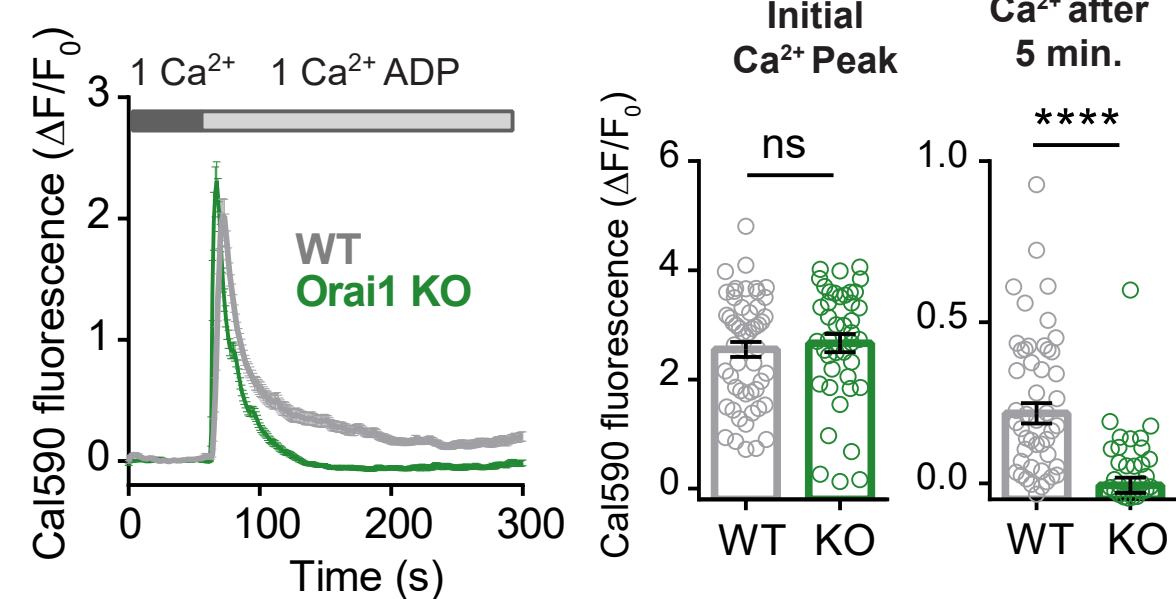 Cal590 fluorescence (ΔF/F₀)
1 Ca²⁺
1 Ca²⁺ ADP
3
2
1
0
WT
Orai1 KO
0
100
200
300
Time (s)
Initial
Ca²⁺ Peak
Cal590 fluorescence (ΔF/F₀)
ns
6
4
2
0
WT
KO
Ca²⁺ after
5 min.
****
1.0
0.5
0.0
WT
KO